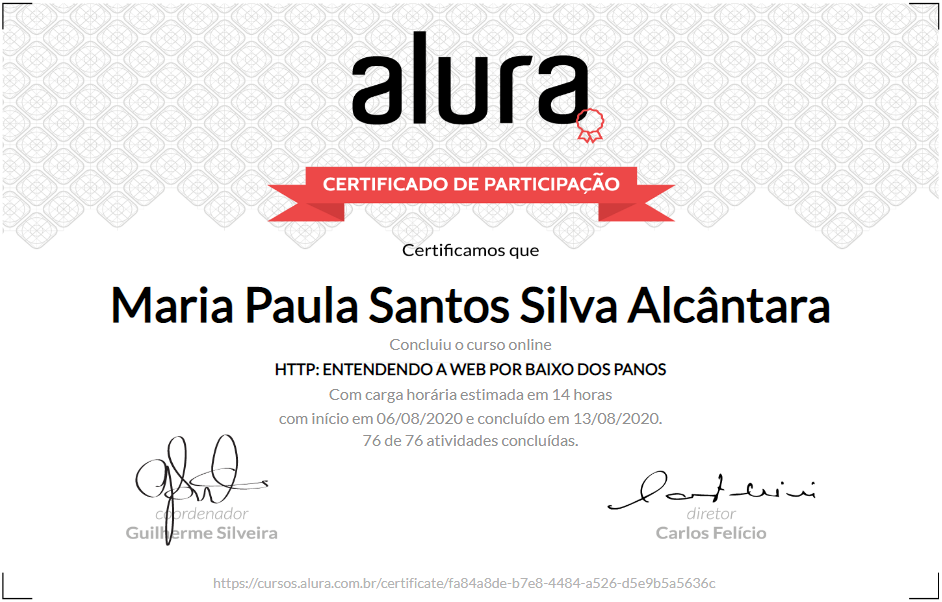 alura
CERTIFICADO DE PARTICIPAÇÃO
Certificamos que
Maria Paula Santos Silva Alcântara
Concluiu o curso online
HTTP: ENTENDENDO A WEB POR BAIXO DOS PANOS
Com carga horária estimada em 14 horas
com início em 06/08/2020 e concluído em 13/08/2020.
76 de 76 atividades concluídas.
coordenador
Guilherme Silveira
diretor
Carlos Felício
https://cursos.alura.com.br/certificate/fa84a8de-b7e8-4484-a526-d5e9b5a5636c